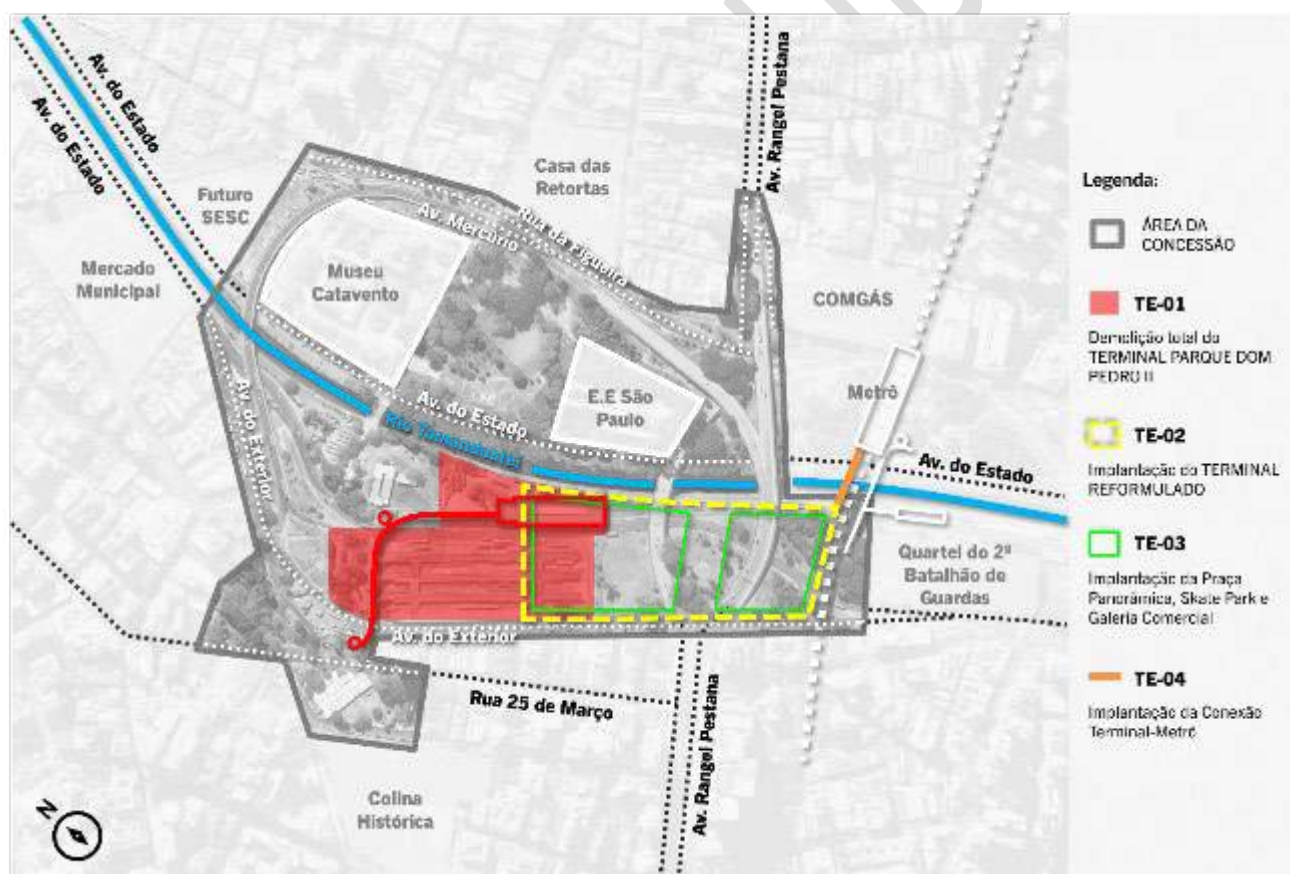 Av. do Estado
Av. do Estado
Av. Rangel Pestana
Futuro
SESC
Casa das
Retortas
Mercado
Municipal
Av. Mercúrio
Rua da Figueira
Museu
Catavento
COMGÁS
Metrô
E.E São
Paulo
Av. do Estado
Rio Tamanduateí
Av. do Estado
Av. do Exterior
Quartel do 2º
Batalhão de
Guardas
Av. do Exterior
Rua 25 de Março
Av. Rangel Pestana
Colina
Histórica
N
Legenda:
ÁREA DA
CONCESSÃO
TE-01
Demolição total do
TERMINAL PARQUE DOM
PEDRO II
TE-02
Implantação do TERMINAL
REFORMULADO
TE-03
Implantação da Praça
Panorâmica, Skate Park e
Galeria Comercial
TE-04
Implantação da Conexão
Terminal-Metrô